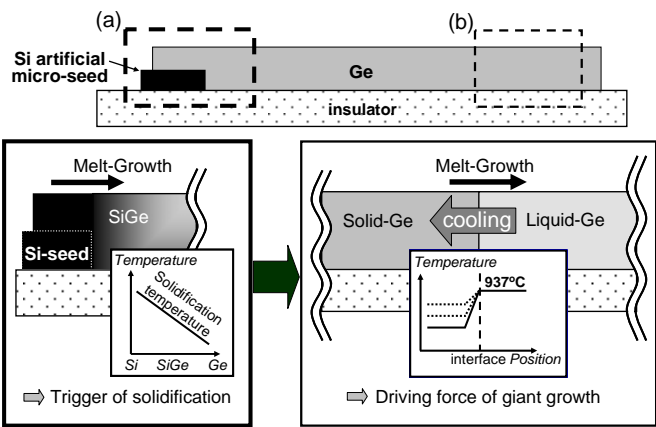 (a)
(b)
Si artificial
micro-seed
Ge
insulator
Melt-Growth
SiGe
Si-seed
Temperature
Solidification
temperature
Si SiGe Ge
Trigger of solidification
Melt-Growth
Solid-Ge
cooling
Liquid-Ge
Temperature
937°C
interface Position
Driving force of giant growth